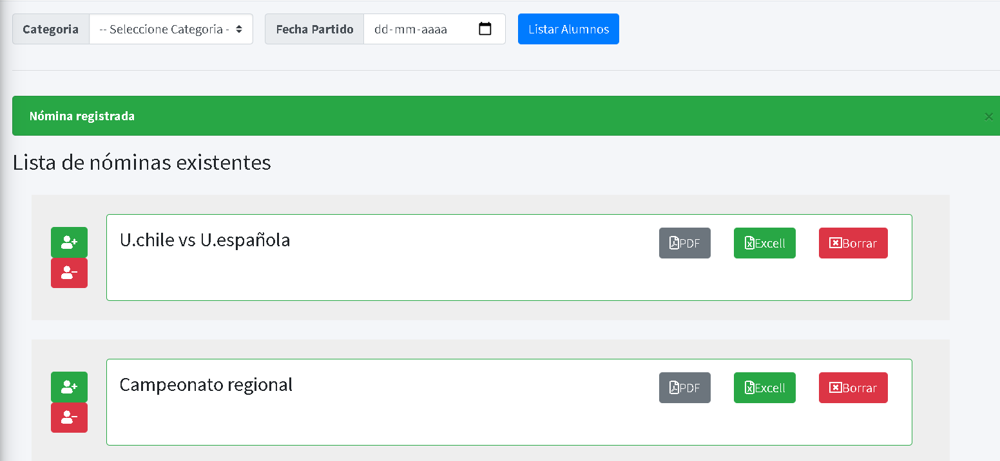 Categoria -- Seleccione Categoria - Fecha Partido dd-mm-aaaa Listar Alumnos
Nómina registrada ×
Lista de nóminas existentes
U.chile vs U.española PDF Excell Borrar
Campeonato regional PDF Excell Borrar